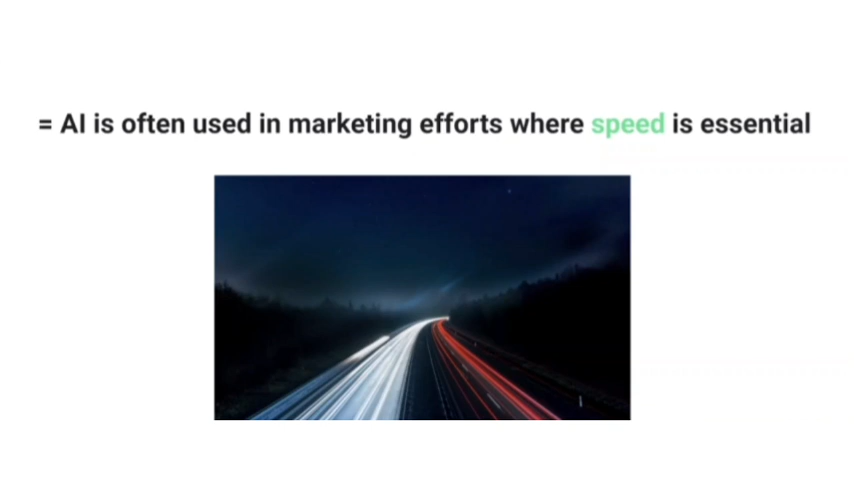 = AI is often used in marketing efforts where speed is essential